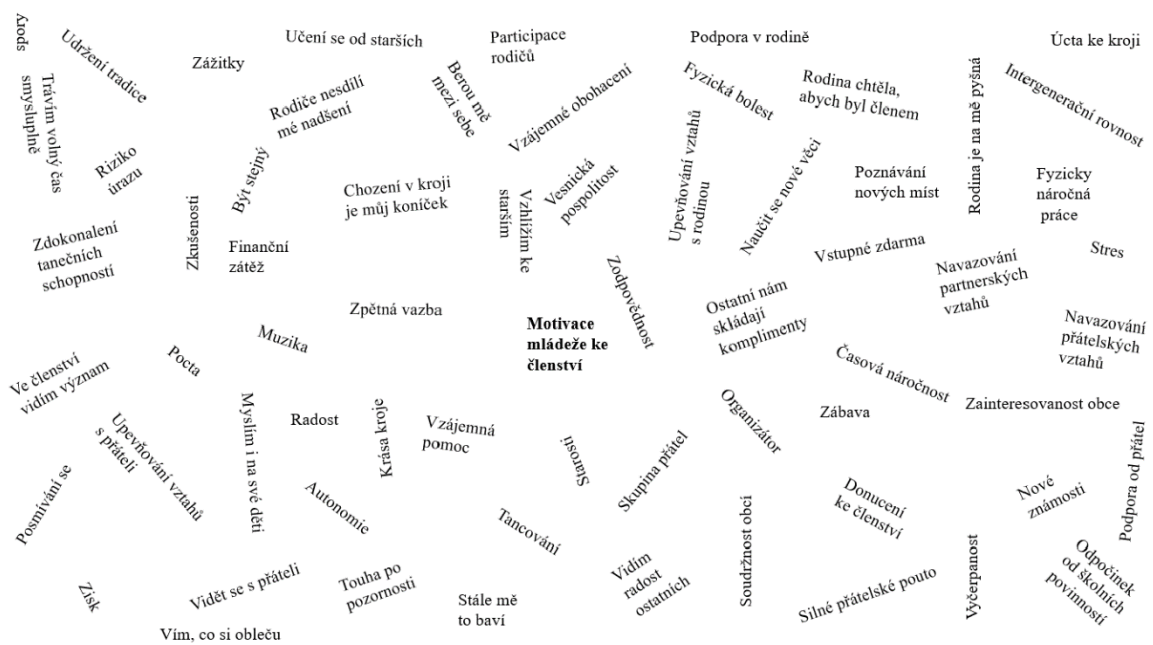 spory
Udržení tradice
Zážitky
Učení se od starších
Participace
rodičů
Podpora v rodině
Úcta ke kroji
Trávím volný čas
smysluplně
Riziko
úrazu
Rodiče nesdílí
mé nadšení
Berou mě
mezi sebe
Vzájemné obohacení
Fyzická bolest
Rodina chtěla,
abych byl členem
Rodina je na mě pyšná
Intergenerační rovnost
Být stejný
Chození v kroji
je můj koníček
Vesnická
pospolitost
Upevňování vztahů
s rodinou
Naučit se nové věci
Poznávání
nových míst
Fyzicky
náročná
práce
Zdokonalení
tanečních
schopností
Zkušenosti
Finanční
zátěž
Vzhlížím ke
starším
Vstupné zdarma
Navazování
partnerských
vztahů
Stres
Zpětná vazba
Zodpovědnost
Ostatní nám
skládají
komplimenty
Navazování
přátelských
vztahů
Muzika
Motivace
mládeže ke
členství
Ve členství
vidím význam
Pocta
Časová náročnost
Upevňování vztahů
s přáteli
Myslím i na své děti
Radost
Krása kroje
Vzájemná
pomoc
Starosti
Skupina přátel
Organizátor
Zábava
Zainteresovanost obce
Podpora od přátel
Posmívání se
Autonomie
Tancování
Donucení
ke členství
Nové
známosti
Zisk
Vidět se s přáteli
Touha po
pozornosti
Stále mě
to baví
Vidím
radost
ostatních
Soudržnost obci
Silné přátelské pouto
Vyčerpanost
Odpočinek
od školních
povinností
Vím, co si obleču